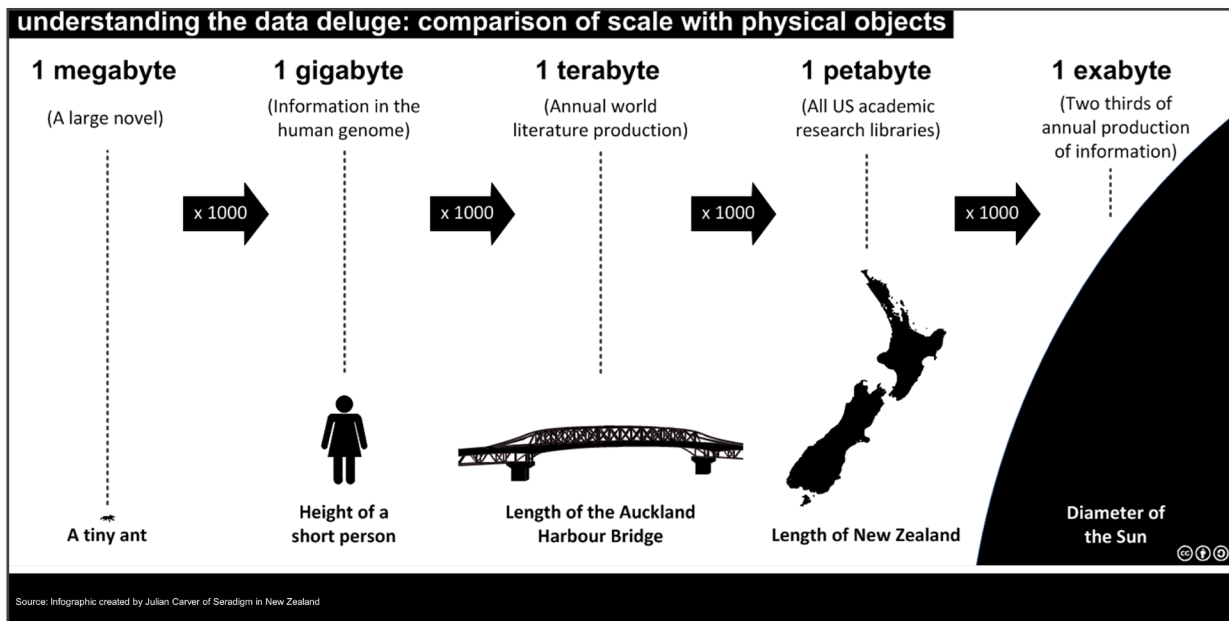 understanding the data deluge: comparison of scale with physical objects
1 megabyte
(A large novel)
x 1000
1 gigabyte
(Information in the
human genome)
x 1000
1 terabyte
(Annual world
literature production)
x 1000
1 petabyte
(All US academic
research libraries)
x 1000
1 exabyte
(Two thirds of
annual production
of information)
A tiny ant
Height of a
short person
Length of the Auckland
Harbour Bridge
Length of New Zealand
Diameter of
the Sun
cc
Source: Infographic created by Julian Carver of Seradigm in New Zealand